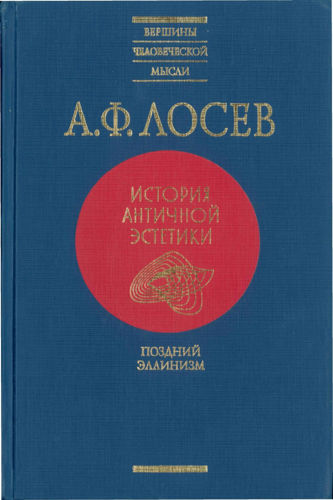 ВЕРШИНЫ
ЧЕЛОВЕЧЕСКОЙ
МЫСЛИ
А.Ф.ЛОСЕВ
ИСТОРИЯ
АНТИЧНОЙ
ЭСТЕТИКИ
ПОЗДНИЙ
ЭЛЛИНИЗМ